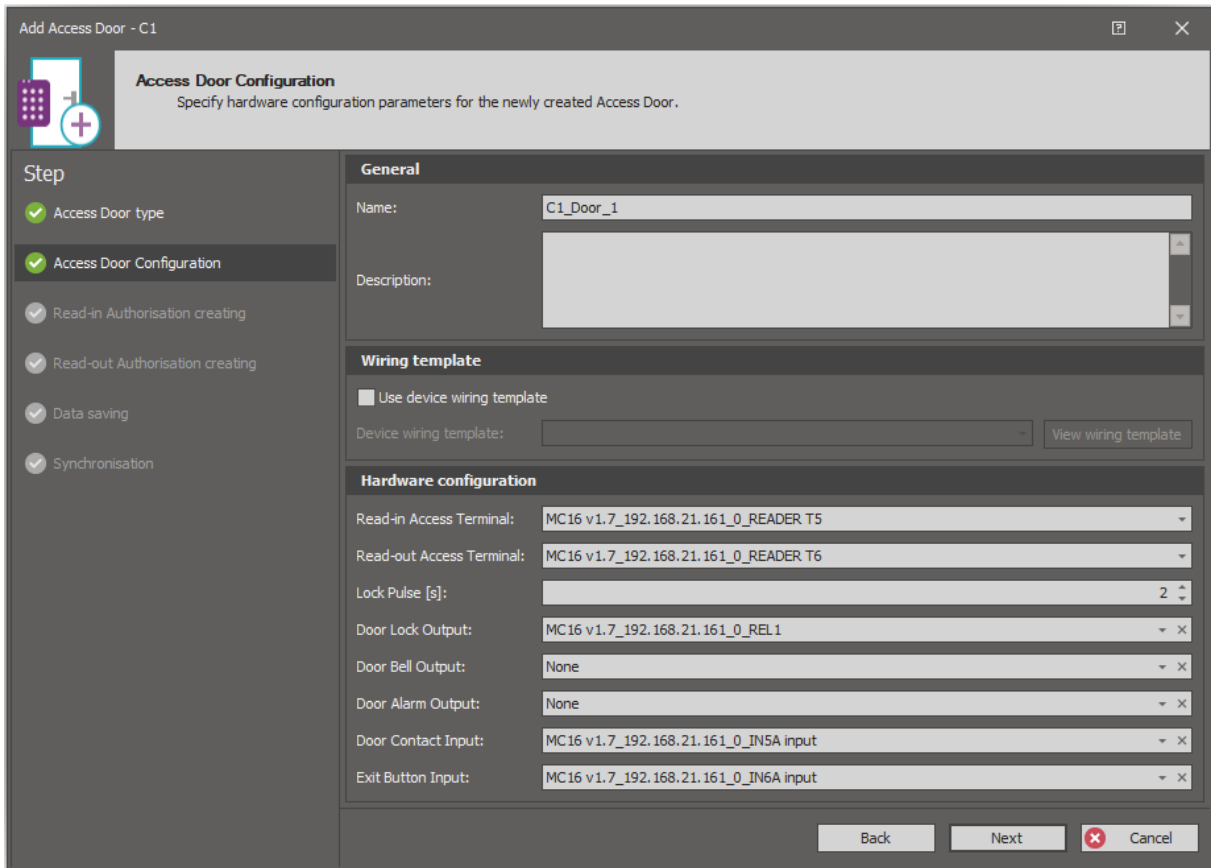 Add Access Door - C1
Access Door Configuration
Specify hardware configuration parameters for the newly created Access Door.
Step
Access Door type
Access Door Configuration
Read-in Authorisation creating
Read-out Authorisation creating
Data saving
Synchronisation
General
Name: C1_Door_1
Description:
Wiring template
Use device wiring template
Device wiring template: View wiring template
Hardware configuration
Read-in Access Terminal: MC16 v1.7_192.168.21.161_0_READER T5
Read-out Access Terminal: MC16 v1.7_192.168.21.161_0_READER T6
Lock Pulse [s]: 2
Door Lock Output: MC16 v1.7_192.168.21.161_0_REL1
Door Bell Output: None
Door Alarm Output: None
Door Contact Input: MC16 v1.7_192.168.21.161_0_IN5A input
Exit Button Input: MC16 v1.7_192.168.21.161_0_IN6A input
Back Next Cancel